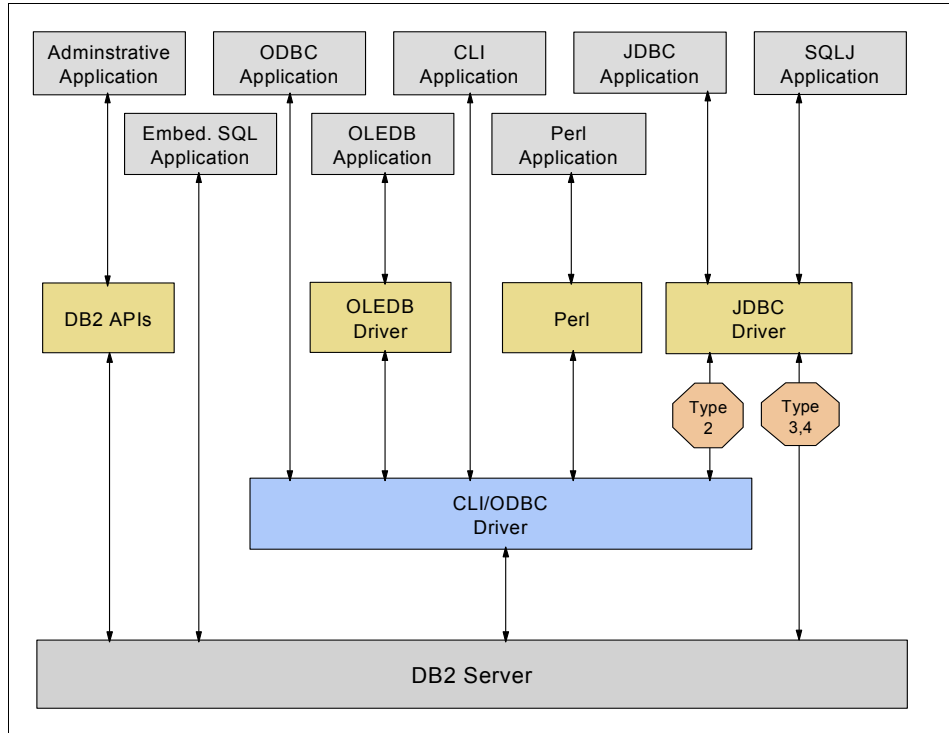 Adminstrative
Application
ODBC
Application
CLI
Application
JDBC
Application
SQLJ
Application
Embed. SQL
Application
OLEDB
Application
Perl
Application
DB2 APIs
OLEDB
Driver
Perl
JDBC
Driver
Type
2
Type
3,4
CLI/ODBC
Driver
DB2 Server